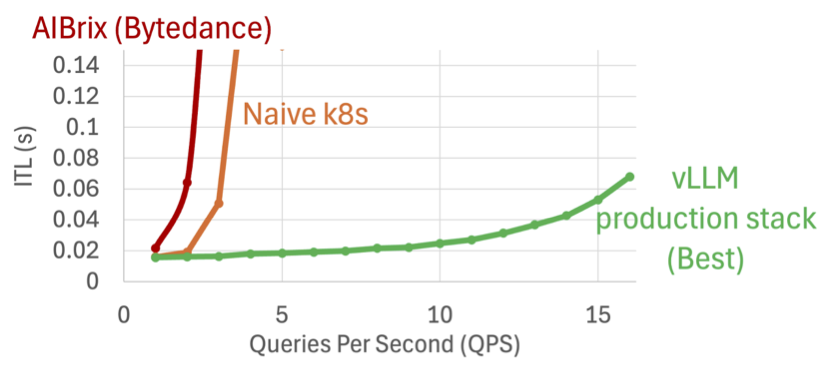 AIBrix (Bytedance)
0.14
0.12
0.1
0.08
0.06
0.04
0.02
0
ITL (s)
Naive k8s
vLLM
production stack
(Best)
0
5
10
15
Queries Per Second (QPS)